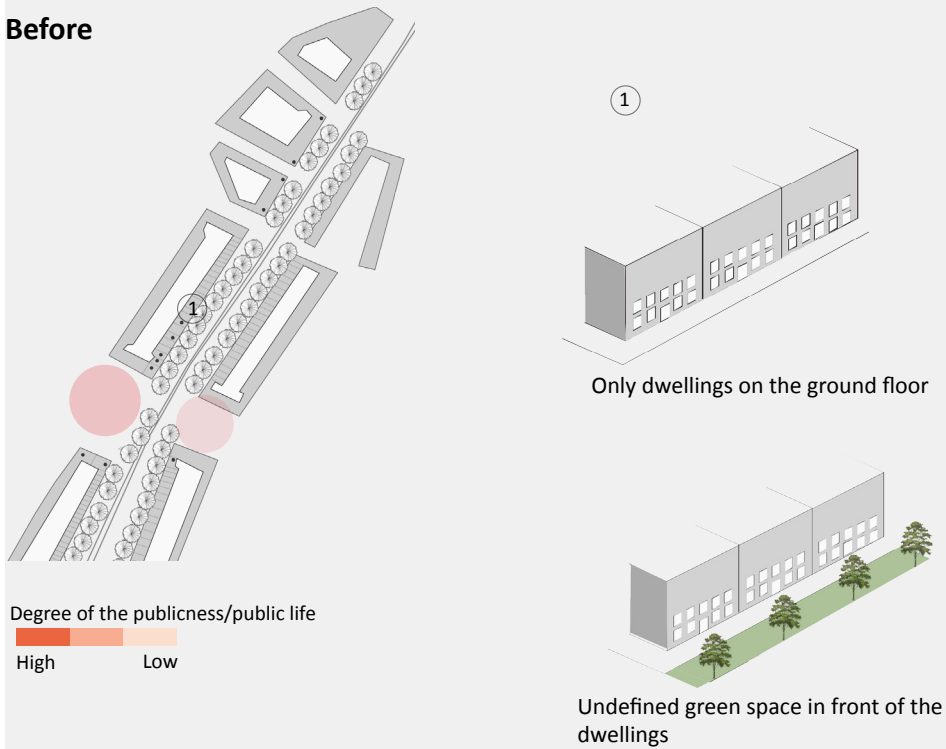 Before
1
1
Only dwellings on the ground floor
Degree of the publicness/public life
High Low
Undefined green space in front of the
dwellings